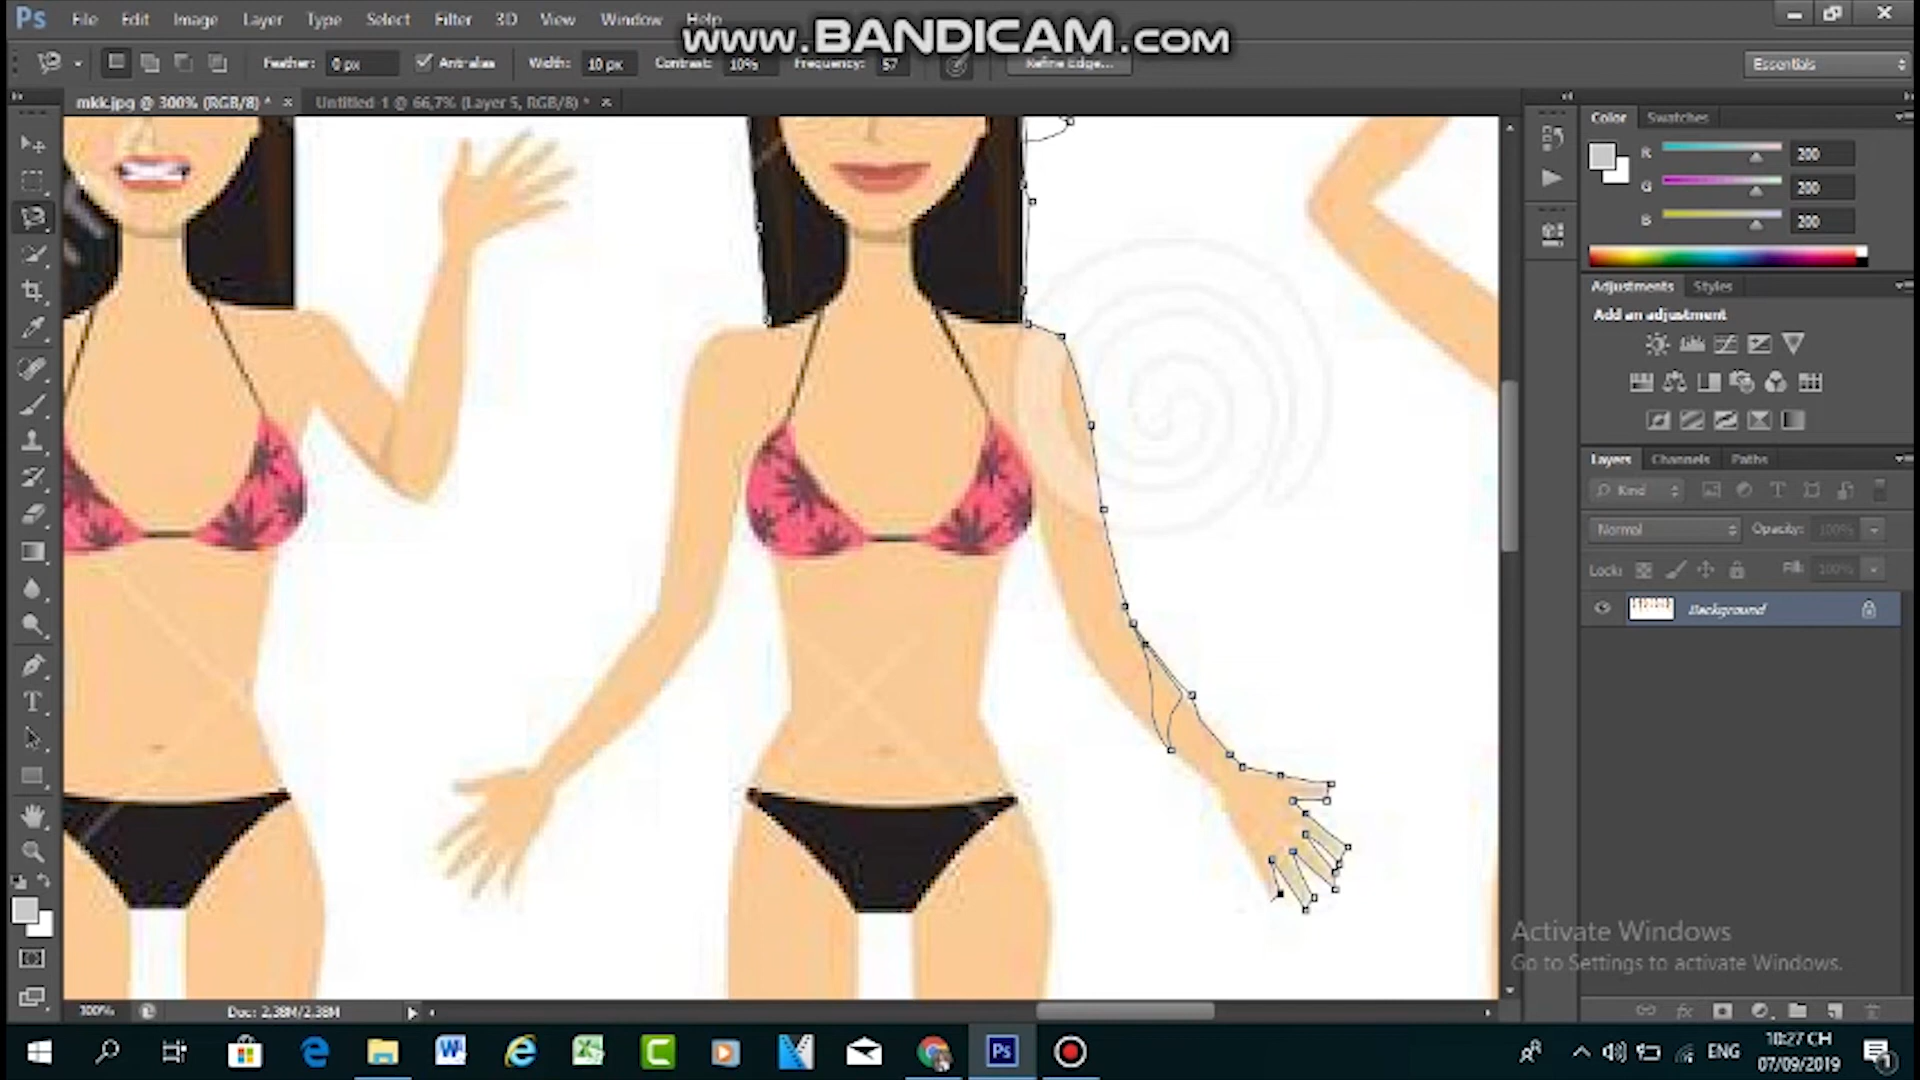 Ps File Edit Image Layer Type Select Filter 3D View Window Help
www.BANDICAM.com
Feather: 0 px Anti-alias Width: 10 px Contrast: 10% Frequency: 57 Refine Edge... Essentials
mkk.jpg @ 300% (RGB/8) * × Untitled-1 @ 66,7% (Layer 5, RGB/8) * ×
Color Swatches
R 200
G 200
B 200
Adjustments Styles
Add an adjustment
Layers Channels Paths
Kind
Normal Opacity: 100%
Lock: Fill: 100%
Background
Activate Windows
Go to Settings to activate Windows.
300% Doc: 2,38M/2,38M
ENG 10:27 CH
07/09/2019